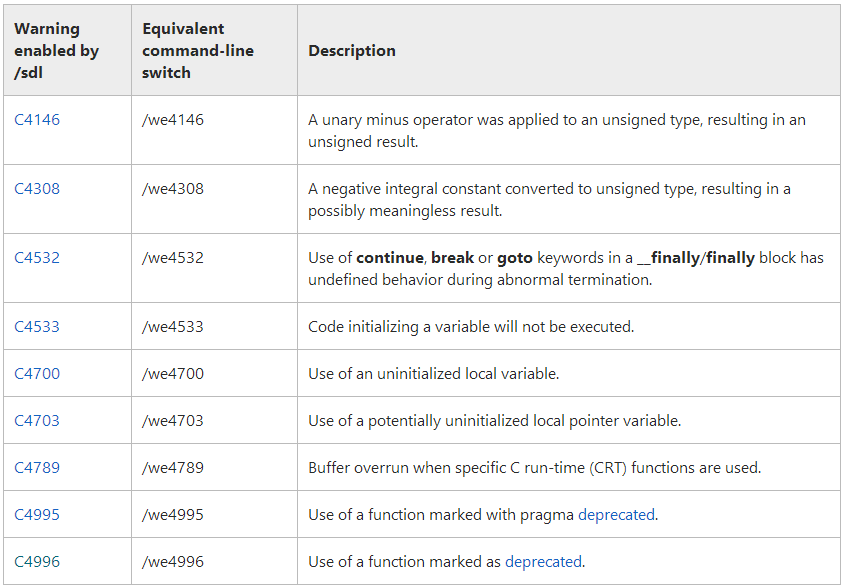 Warning
enabled by
/sdl
Equivalent
command-line
switch
Description
C4146
/we4146
A unary minus operator was applied to an unsigned type, resulting in an
unsigned result.
C4308
/we4308
A negative integral constant converted to unsigned type, resulting in a
possibly meaningless result.
C4532
/we4532
Use of continue, break or goto keywords in a __finally/finally block has
undefined behavior during abnormal termination.
C4533
/we4533
Code initializing a variable will not be executed.
C4700
/we4700
Use of an uninitialized local variable.
C4703
/we4703
Use of a potentially uninitialized local pointer variable.
C4789
/we4789
Buffer overrun when specific C run-time (CRT) functions are used.
C4995
/we4995
Use of a function marked with pragma deprecated.
C4996
/we4996
Use of a function marked as deprecated.